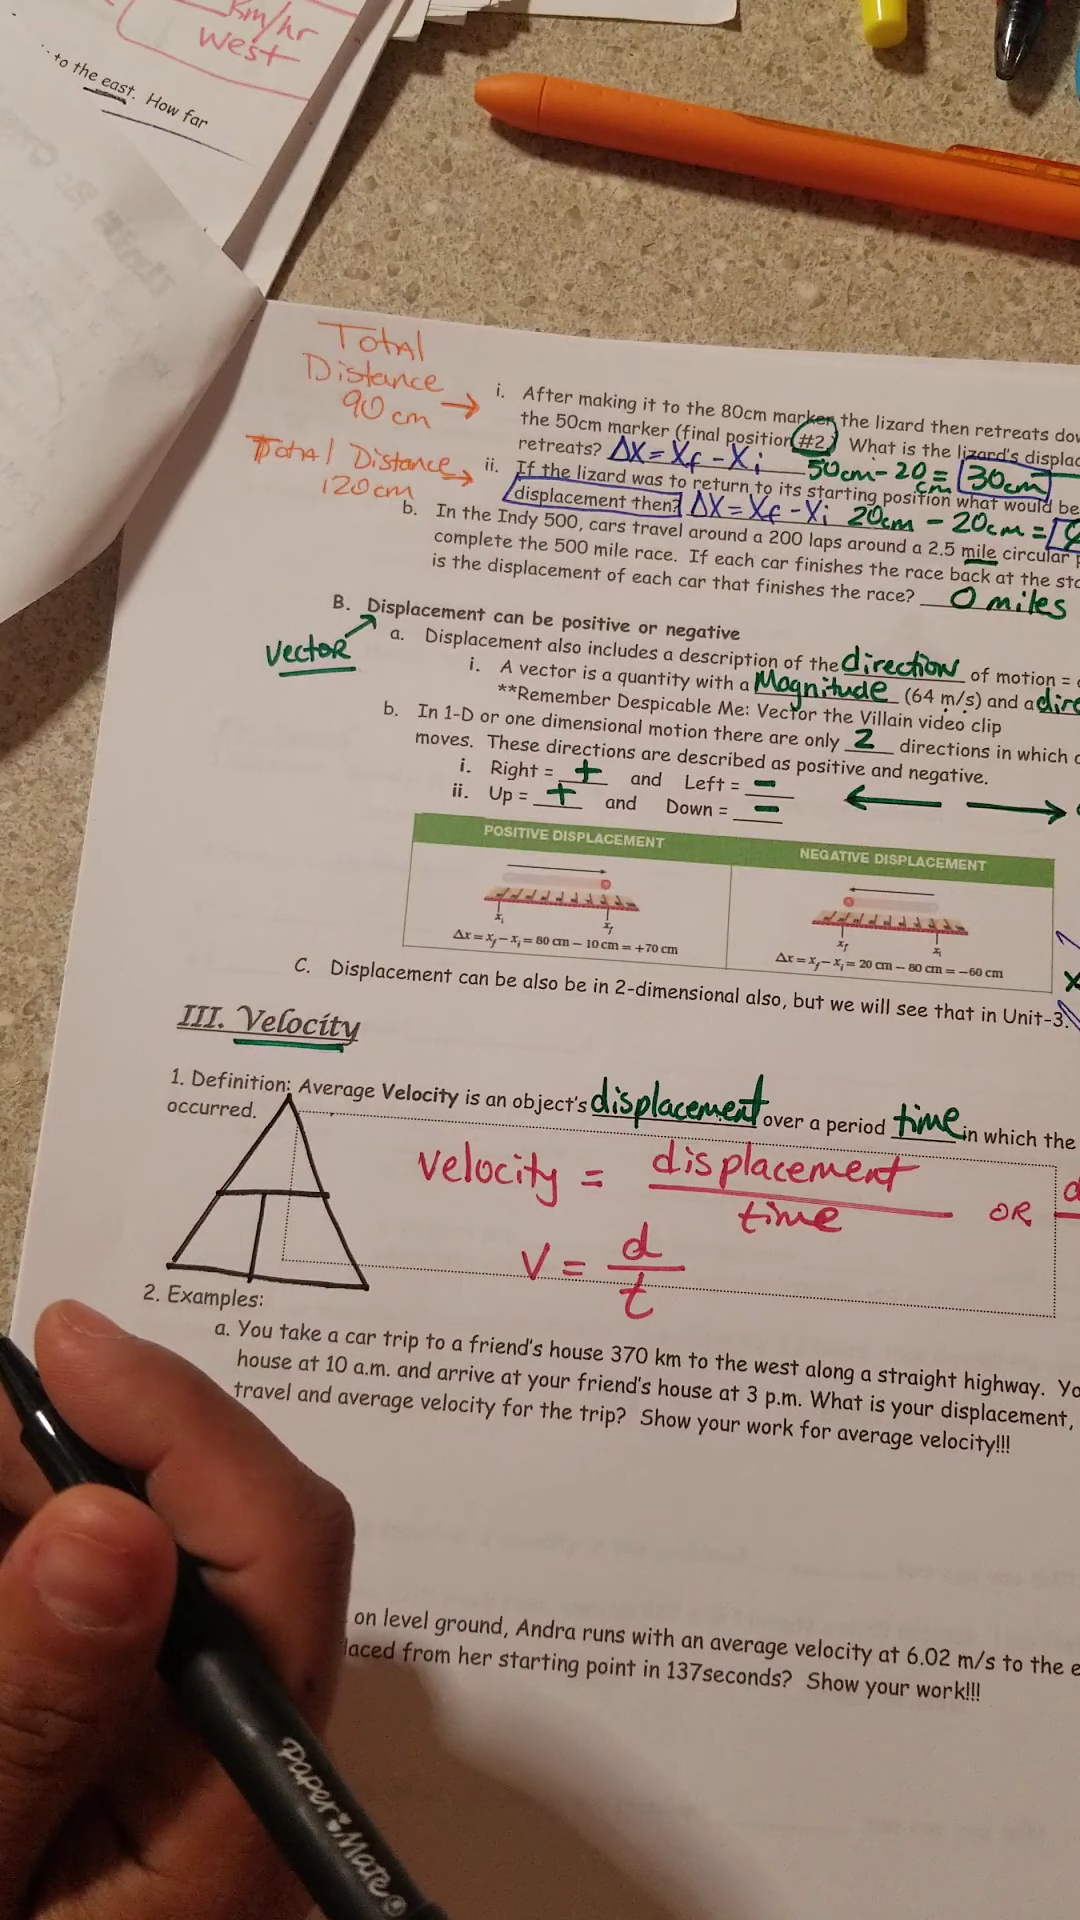 Km/hr
West
to the east. How far
Total
Distance
90 cm →
Total Distance →
120 cm
i. After making it to the 80cm marker the lizard then retreats
the 50cm marker (final position #2) What is the lizard's
retreats? ΔX = Xf - Xi 50cm - 20 cm = 30cm
ii. If the lizard was to return to its starting position what would be
displacement then? ΔX = Xf - Xi 20cm - 20cm =
b. In the Indy 500, cars travel around a 200 laps around a 2.5 mile circular
complete the 500 mile race. If each car finishes the race back at the
is the displacement of each car that finishes the race? 0 miles
B. Displacement can be positive or negative
vector
a. Displacement also includes a description of the direction of motion =
i. A vector is a quantity with a Magnitude (64 m/s) and a
**Remember Despicable Me: Vector the Villain video clip
b. In 1-D or one dimensional motion there are only 2 directions in which
moves. These directions are described as positive and negative.
i. Right = + and Left = -
ii. Up = + and Down = -
POSITIVE DISPLACEMENT
NEGATIVE DISPLACEMENT
xi xf
xf xi
Δx = xf - xi = 80 cm - 10 cm = +70 cm
Δx = xf - xi = 20 cm - 80 cm = -60 cm
C. Displacement can be also be in 2-dimensional also, but we will see that in Unit-3.
III. Velocity
1. Definition: Average Velocity is an object's displacement over a period time in which the
occurred.
velocity = displacement / time OR
v = d / t
2. Examples:
a. You take a car trip to a friend's house 370 km to the west along a straight highway.
house at 10 a.m. and arrive at your friend's house at 3 p.m. What is your displacement,
travel and average velocity for the trip? Show your work for average velocity!!!
on level ground, Andra runs with an average velocity at 6.02 m/s to the
laced from her starting point in 137seconds? Show your work!!!
Paper Mate